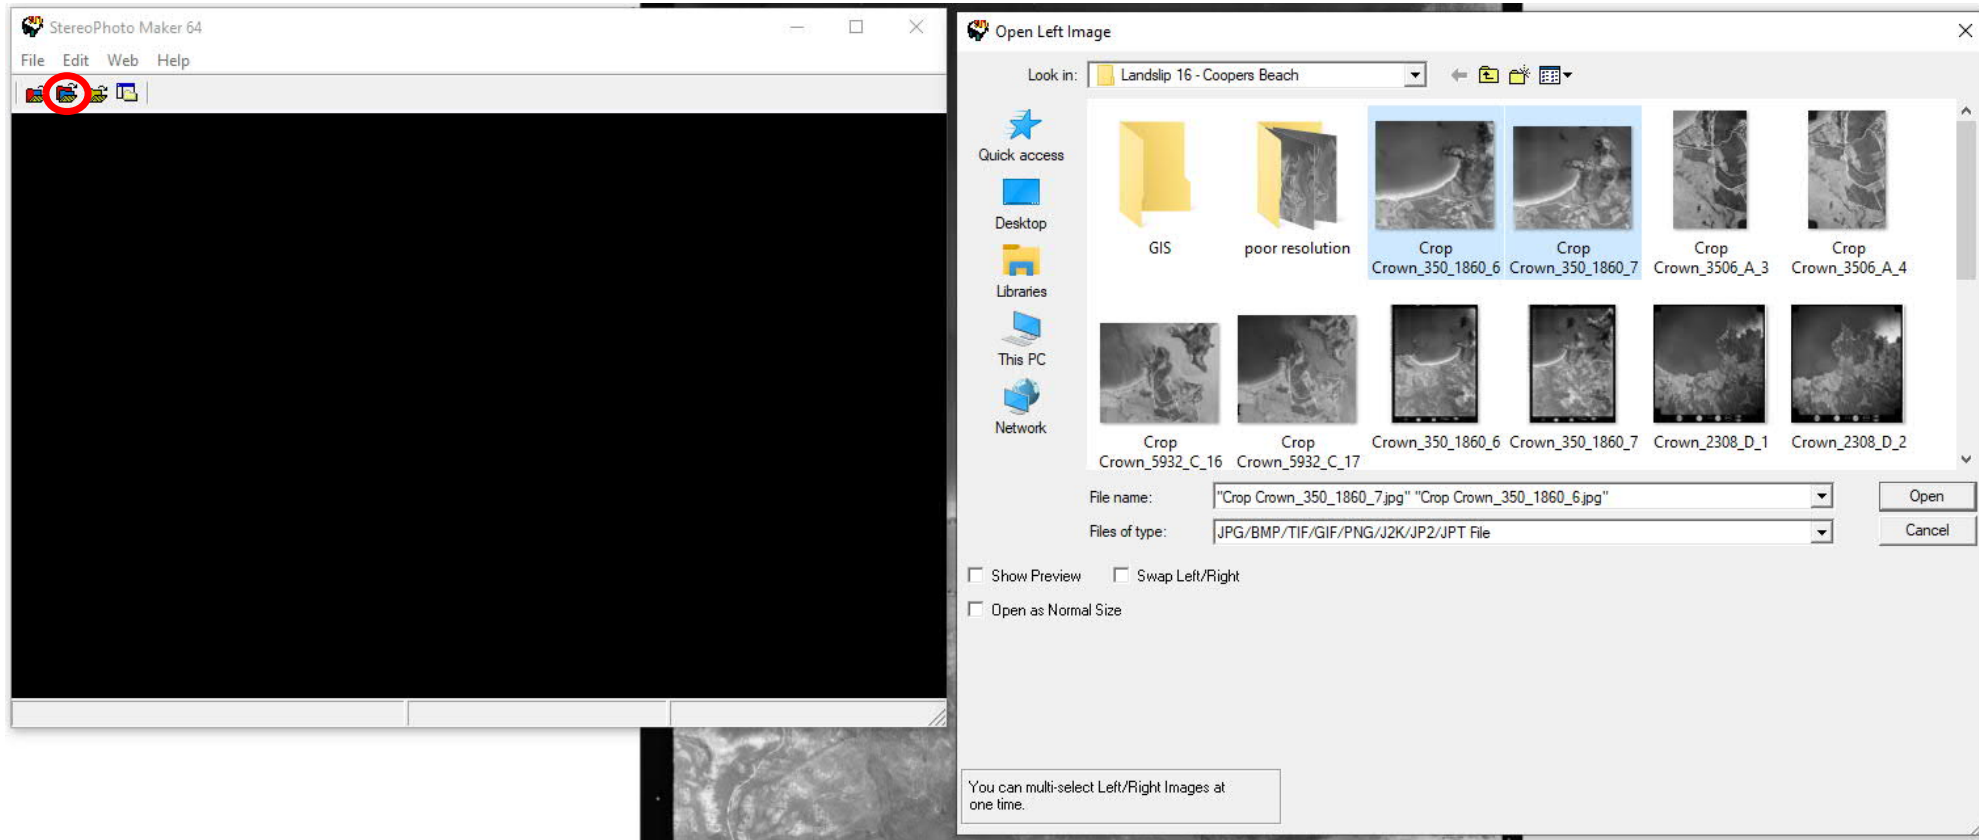 StereoPhoto Maker 64
File Edit Web Help
Open Left Image
Look in: Landslip 16 - Coopers Beach
Quick access
Desktop
Libraries
This PC
Network
GIS
poor resolution
Crop
Crown_350_1860_6
Crop
Crown_350_1860_7
Crop
Crown_3506_A_3
Crop
Crown_3506_A_4
Crop
Crown_5932_C_16
Crop
Crown_5932_C_17
Crown_350_1860_6
Crown_350_1860_7
Crown_2308_D_1
Crown_2308_D_2
File name: "Crop Crown_350_1860_7.jpg" "Crop Crown_350_1860_6.jpg"
Open
Files of type: JPG/BMP/TIF/GIF/PNG/J2K/JP2/JPT File
Cancel
Show Preview
Swap Left/Right
Open as Normal Size
You can multi-select Left/Right Images at
one time.